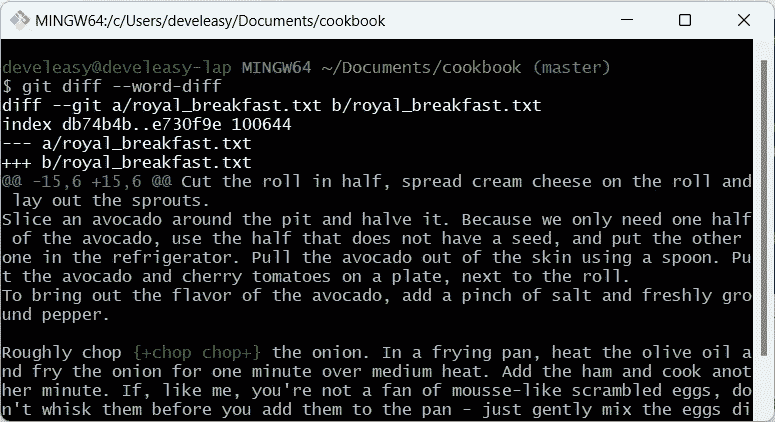 MINGW64:/c/Users/develeasy/Documents/cookbook
develeasy@develeasy-lap MINGW64 ~/Documents/cookbook (master)
$ git diff --word-diff
diff --git a/royal_breakfast.txt b/royal_breakfast.txt
index db74b4b..e730f9e 100644
--- a/royal_breakfast.txt
+++ b/royal_breakfast.txt
@@ -15,6 +15,6 @@ Cut the roll in half, spread cream cheese on the roll and
 lay out the sprouts.
Slice an avocado around the pit and halve it. Because we only need one half
 of the avocado, use the half that does not have a seed, and put the other
one in the refrigerator. Pull the avocado out of the skin using a spoon. Pu
t the avocado and cherry tomatoes on a plate, next to the roll.
To bring out the flavor of the avocado, add a pinch of salt and freshly gro
und pepper.

Roughly chop {+chop chop+} the onion. In a frying pan, heat the olive oil a
nd fry the onion for one minute over medium heat. Add the ham and cook anot
her minute. If, like me, you're not a fan of mousse-like scrambled eggs, do
n't whisk them before you add them to the pan - just gently mix the eggs di